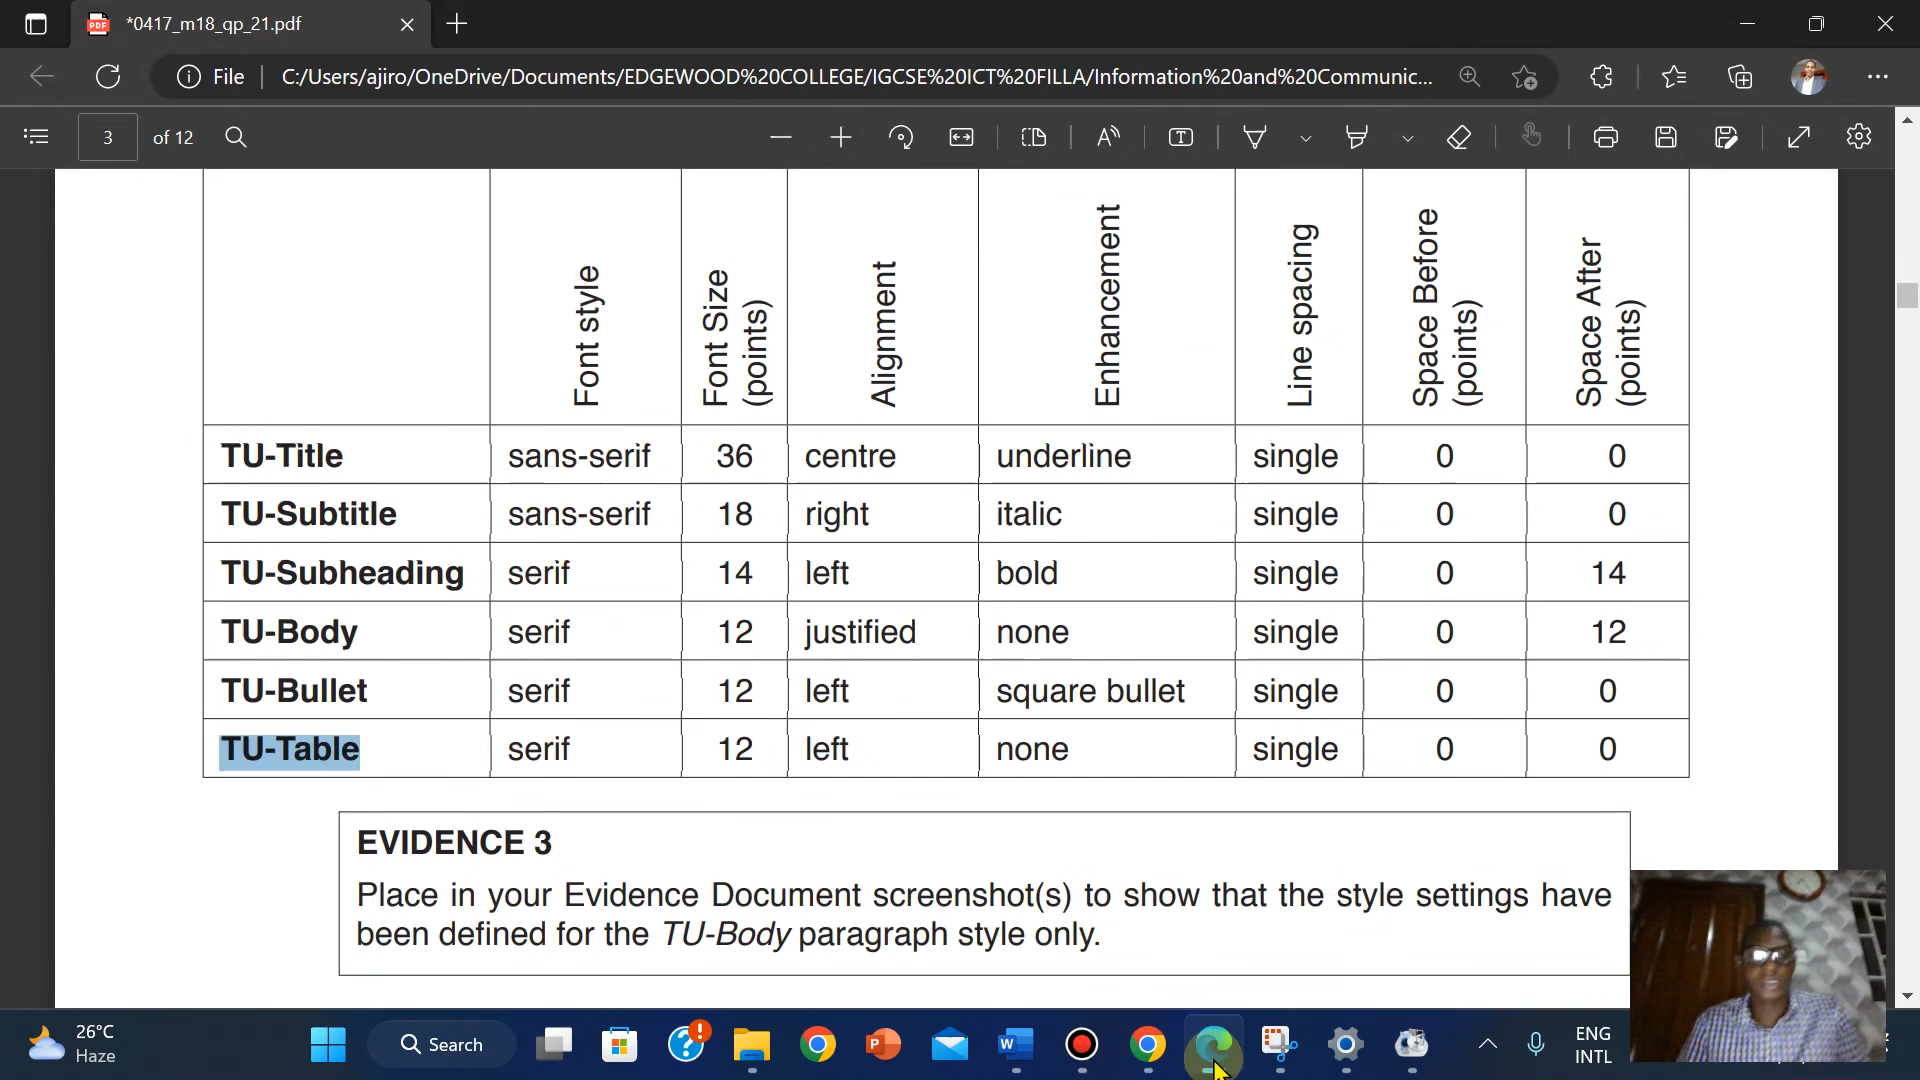 *0417_m18_qp_21.pdf
File
C:/Users/ajiro/OneDrive/Documents/EDGEWOOD%20COLLEGE/IGCSE%20ICT%20FILLA/Information%20and%20Communic...
3 of 12
Font style
Font Size (points)
Alignment
Enhancement
Line spacing
Space Before (points)
Space After (points)
TU-Title sans-serif 36 centre underline single 0 0
TU-Subtitle sans-serif 18 right italic single 0 0
TU-Subheading serif 14 left bold single 0 14
TU-Body serif 12 justified none single 0 12
TU-Bullet serif 12 left square bullet single 0 0
TU-Table serif 12 left none single 0 0
EVIDENCE 3
Place in your Evidence Document screenshot(s) to show that the style settings have
been defined for the TU-Body paragraph style only.
26°C
Haze
Search
ENG
INTL